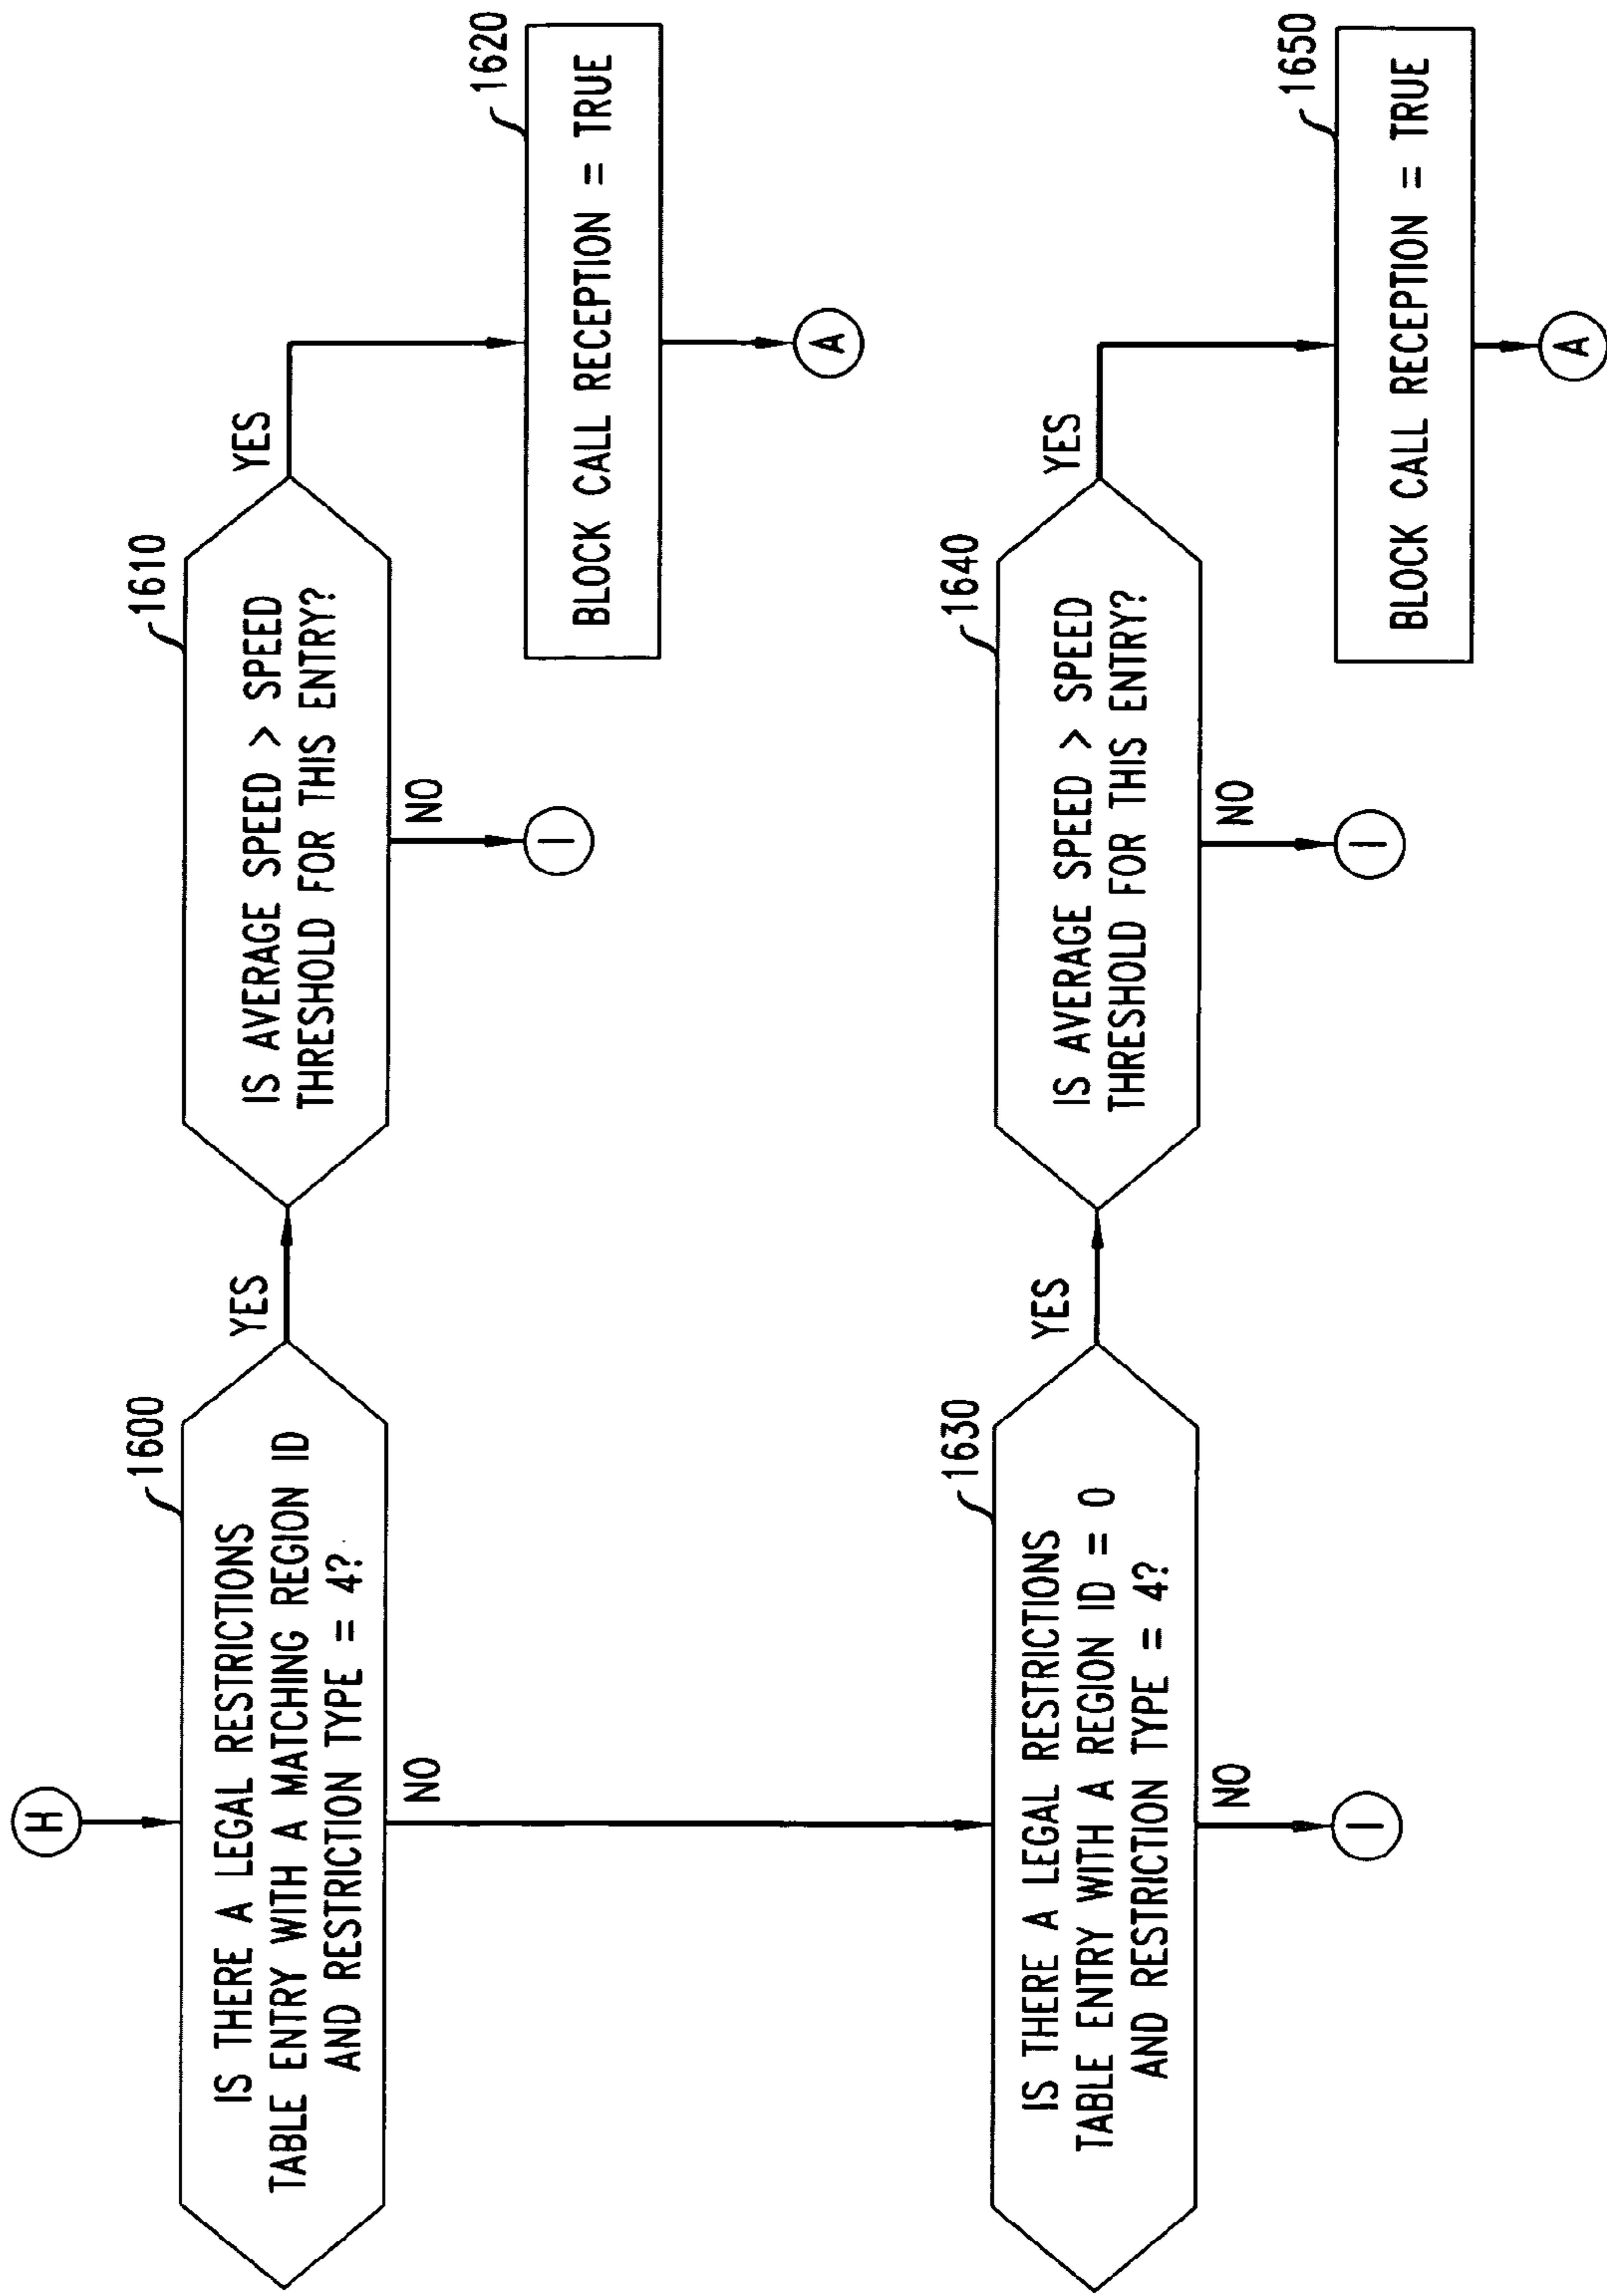 H
1600
IS THERE A LEGAL RESTRICTIONS
TABLE ENTRY WITH A MATCHING REGION ID
AND RESTRICTION TYPE = 4?
YES
NO
1610
IS AVERAGE SPEED > SPEED
THRESHOLD FOR THIS ENTRY?
YES
NO
I
1620
BLOCK CALL RECEPTION = TRUE
A
1630
IS THERE A LEGAL RESTRICTIONS
TABLE ENTRY WITH A REGION ID = 0
AND RESTRICTION TYPE = 4?
YES
NO
I
1640
IS AVERAGE SPEED > SPEED
THRESHOLD FOR THIS ENTRY?
YES
NO
I
1650
BLOCK CALL RECEPTION = TRUE
A